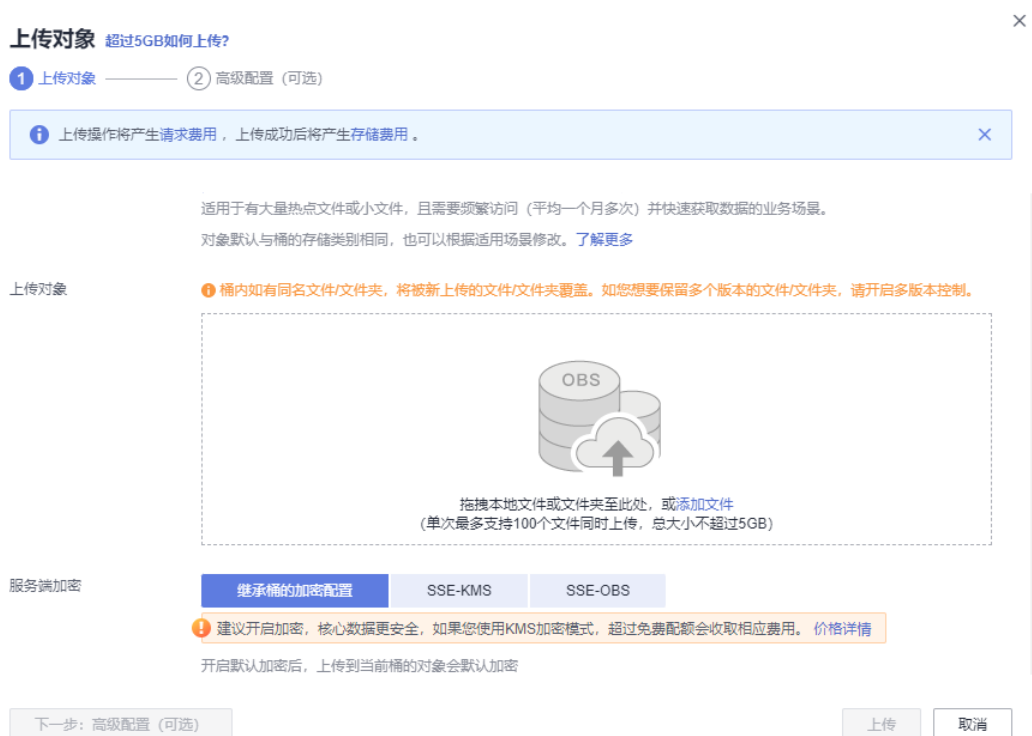 上传对象 超过5GB如何上传?
1 上传对象 2 高级配置（可选）
上传操作将产生请求费用，上传成功后将产生存储费用。
适用于有大量热点文件或小文件，且需要频繁访问（平均一个月多次）并快速获取数据的业务场景。
对象默认与桶的存储类别相同，也可以根据适用场景修改。了解更多
上传对象
桶内如有同名文件/文件夹，将被新上传的文件/文件夹覆盖。如您想要保留多个版本的文件/文件夹，请开启多版本控制。
OBS
拖拽本地文件或文件夹至此处，或添加文件
(单次最多支持100个文件同时上传，总大小不超过5GB)
服务端加密
继承桶的加密配置 SSE-KMS SSE-OBS
建议开启加密，核心数据更安全，如果您使用KMS加密模式，超过免费配额会收取相应费用。 价格详情
开启默认加密后，上传到当前桶的对象会默认加密
下一步：高级配置（可选） 上传 取消